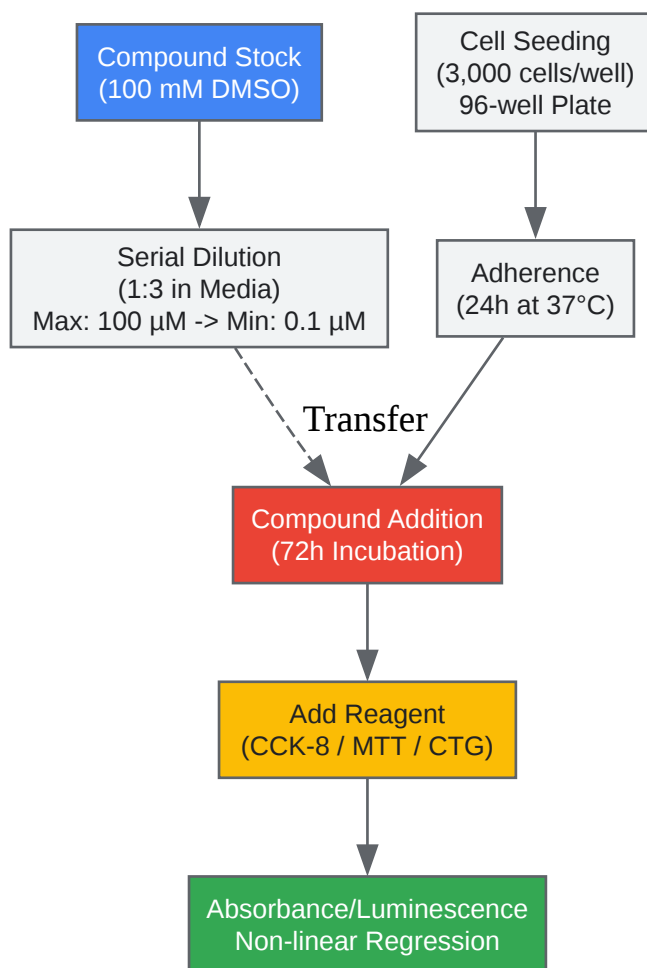 Compound Stock
(100 mM DMSO)
Cell Seeding
(3,000 cells/well)
96-well Plate
Serial Dilution
(1:3 in Media)
Max: 100 µM -> Min: 0.1 µM
Adherence
(24h at 37°C)
Transfer
Compound Addition
(72h Incubation)
Add Reagent
(CCK-8 / MTT / CTG)
Absorbance/Luminescence
Non-linear Regression